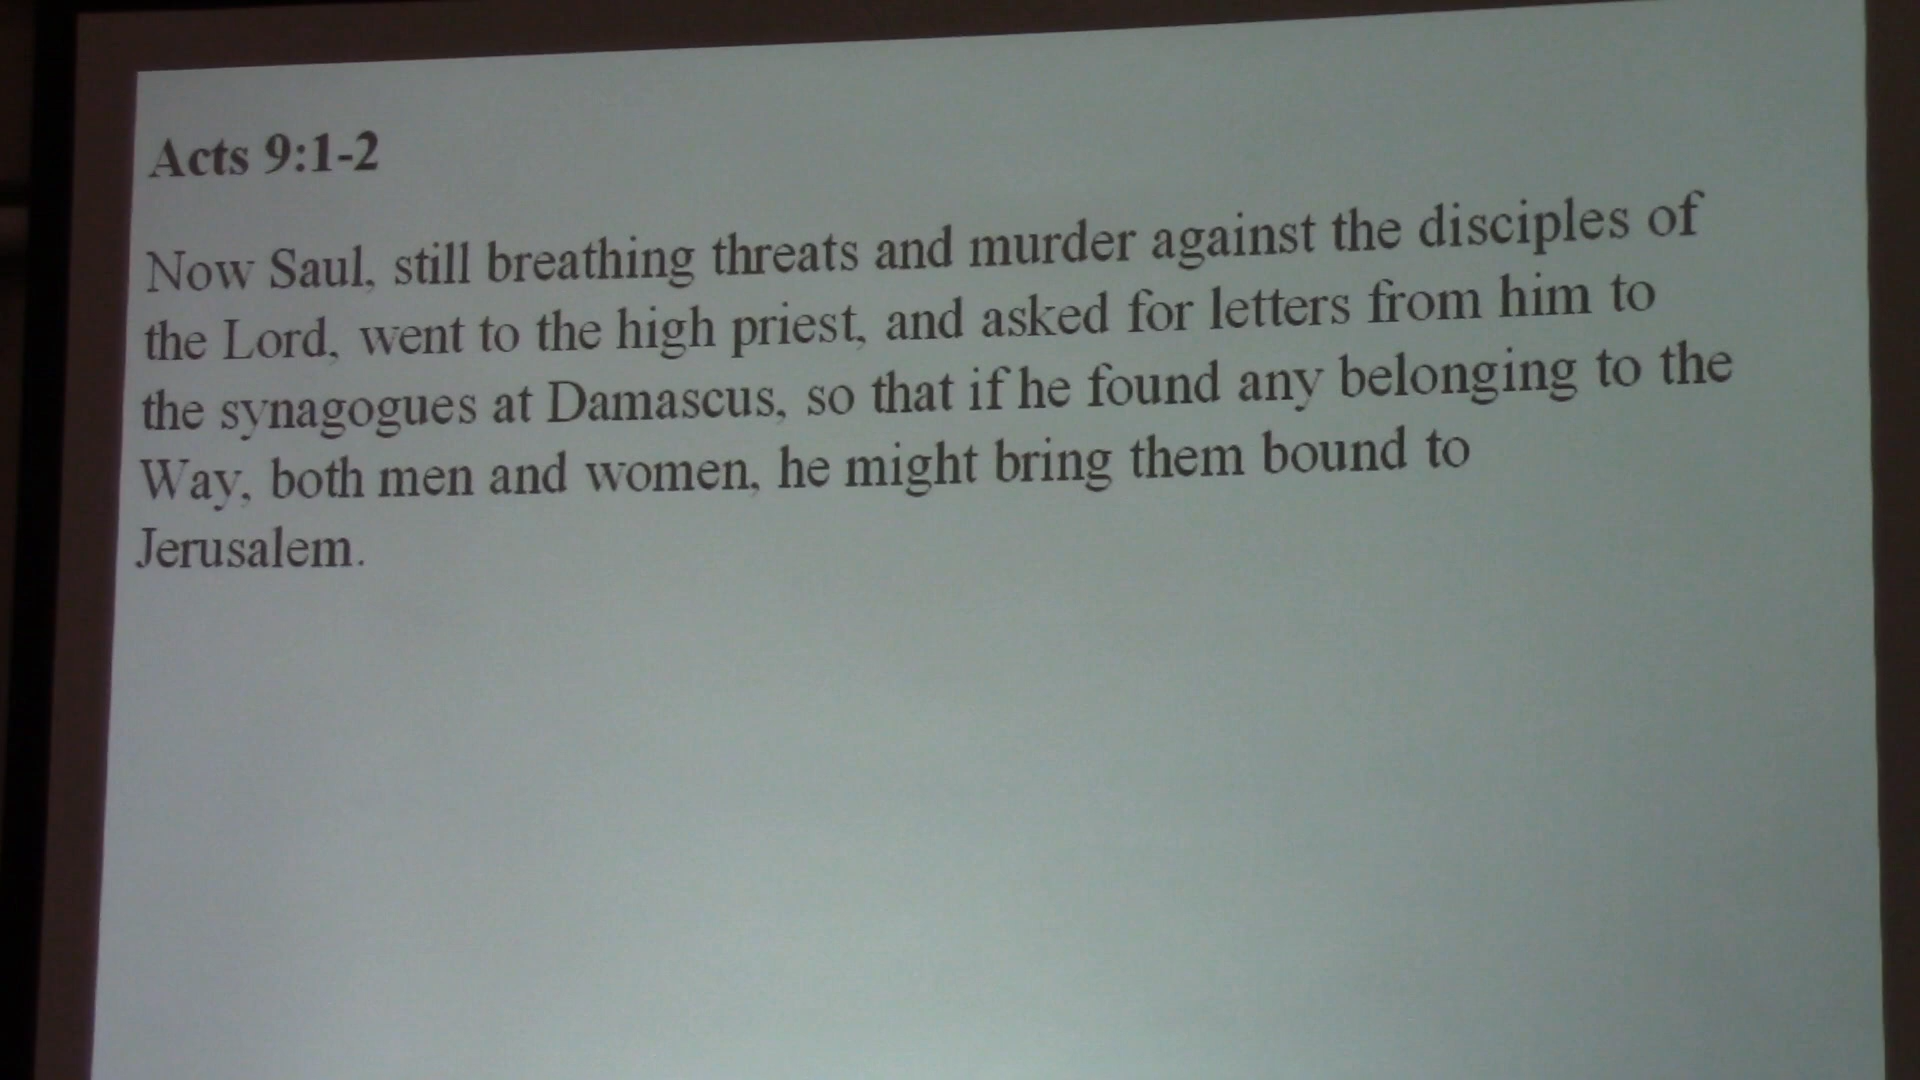 Acts 9:1-2
Now Saul, still breathing threats and murder against the disciples of
the Lord, went to the high priest, and asked for letters from him to
the synagogues at Damascus, so that if he found any belonging to the
Way, both men and women, he might bring them bound to
Jerusalem.